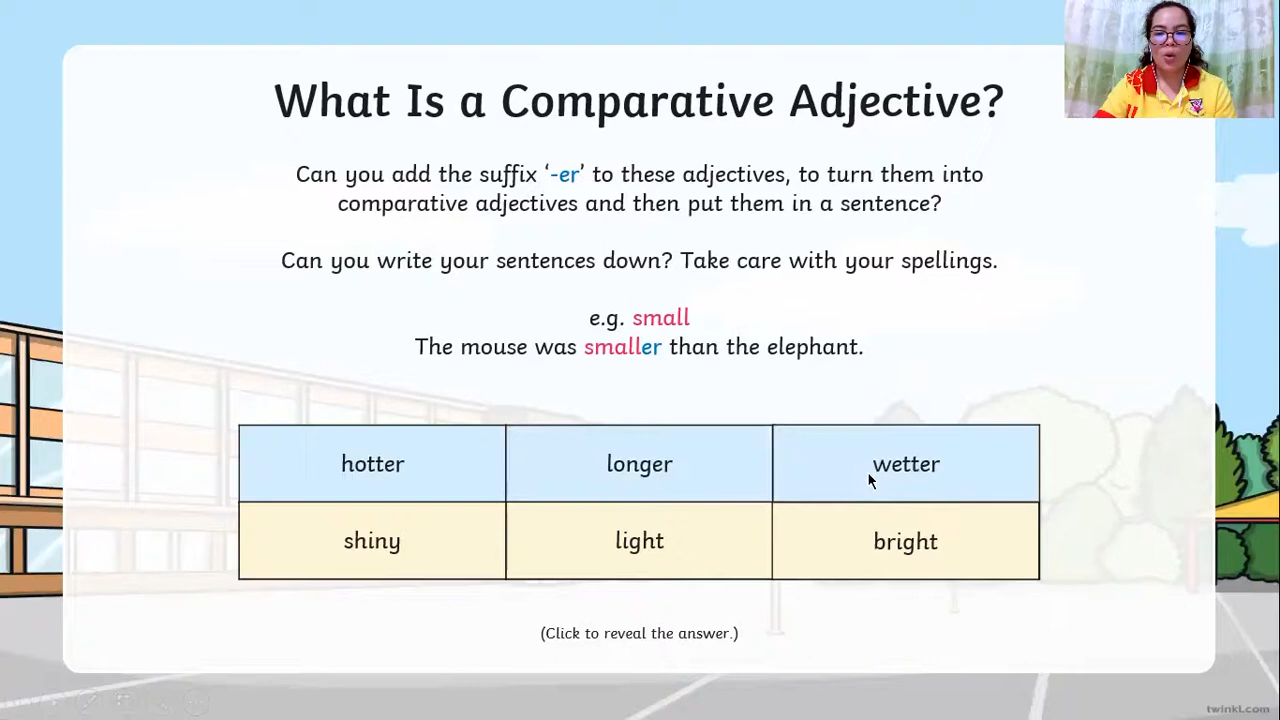 What Is a Comparative Adjective?
Can you add the suffix ‘-er’ to these adjectives, to turn them into
comparative adjectives and then put them in a sentence?
Can you write your sentences down? Take care with your spellings.
e.g. small
The mouse was smaller than the elephant.
hotter longer wetter
shiny light bright
(Click to reveal the answer.)
twinkl.com